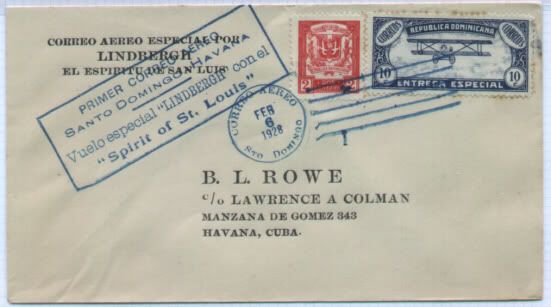 CORREO AEREO ESPECIAL POR
LINDBERGH
EL ESPIRITU DE SAN LUIS
PRIMER CORREO AEREO
SANTO DOMINGO-HAVANA
Vuelo especial "LINDBERGH" con el
"Spirit of St. Louis"
2 2
REPUBLICA DOMINICANA
CORREOS CORREOS
10 10
ENTREGA ESPECIAL
CORREO AEREO
FEB
6
1928
STO DOMINGO
B. L. ROWE
c/o LAWRENCE A COLMAN
MANZANA DE GOMEZ 343
HAVANA, CUBA.